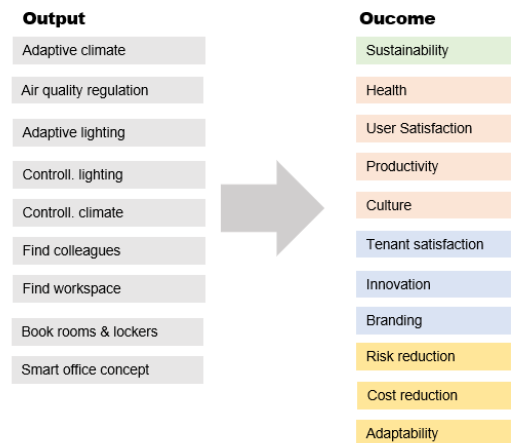 Output
Adaptive climate
Air quality regulation
Adaptive lighting
Controll. lighting
Controll. climate
Find colleagues
Find workspace
Book rooms & lockers
Smart office concept
Oucome
Sustainability
Health
User Satisfaction
Productivity
Culture
Tenant satisfaction
Innovation
Branding
Risk reduction
Cost reduction
Adaptability